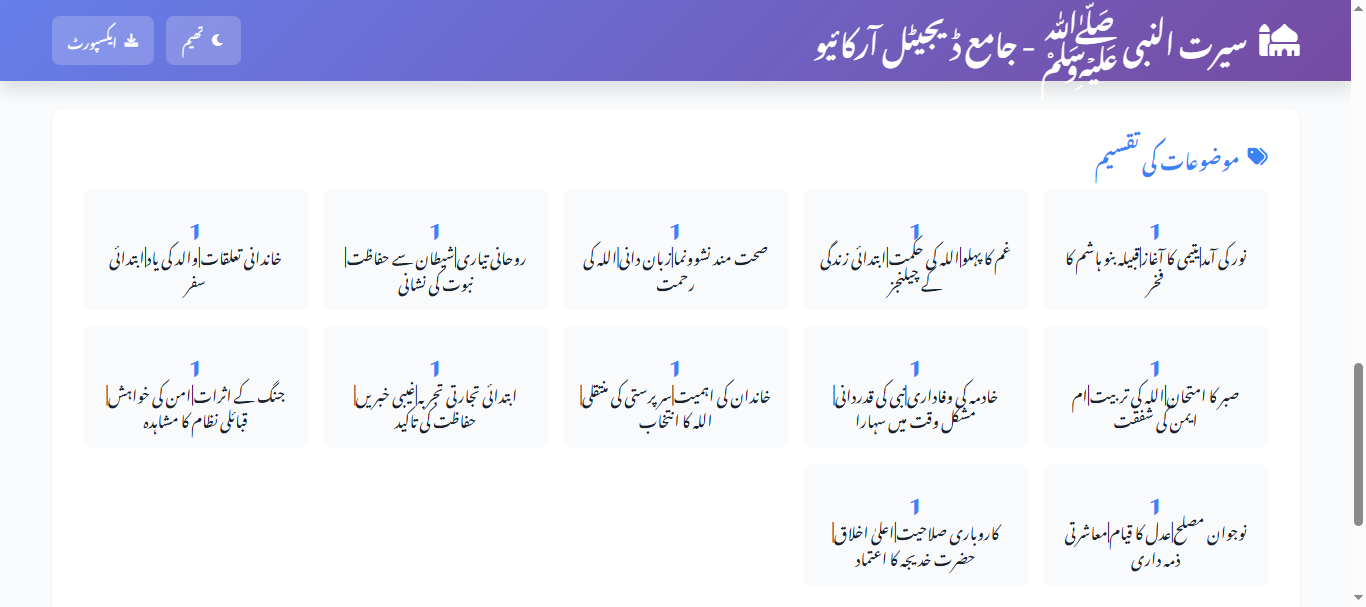 سیرت النبی ﷺ - جامع ڈیجیٹل آرکائیو
تھیم
ایکسپورٹ
موضوعات کی تقسیم
1
نور کی آمد|یتیمی کا آغاز|قبیلہ بنو ہاشم کا
فخر
1
غم کا پہلو|اللہ کی حکمت|ابتدائی زندگی
کے چیلنجز
1
صحت مند نشوونما|زبان دانی|اللہ کی
رحمت
1
روحانی تیاری|شیطان سے حفاظت|
نبوت کی نشانی
1
خاندانی تعلقات|والد کی یاد|ابتدائی
سفر
1
صبر کا امتحان|اللہ کی تربیت|ام
ایمن کی شفقت
1
خادمہ کی وفاداری|نبی کی قدردانی|
مشکل وقت میں سہارا
1
خاندان کی اہمیت|سرپرستی کی منتقلی|
اللہ کا انتخاب
1
ابتدائی تجارتی تجربہ|غیبی خبریں|
حفاظت کی تاکید
1
جنگ کے اثرات|امن کی خواہش|
قبائلی نظام کا مشاہدہ
1
نوجوان مصلح|عدل کا قیام|معاشرتی
ذمہ داری
1
کاروباری صلاحیت|اعلیٰ اخلاق|
حضرت خدیجہ کا اعتماد